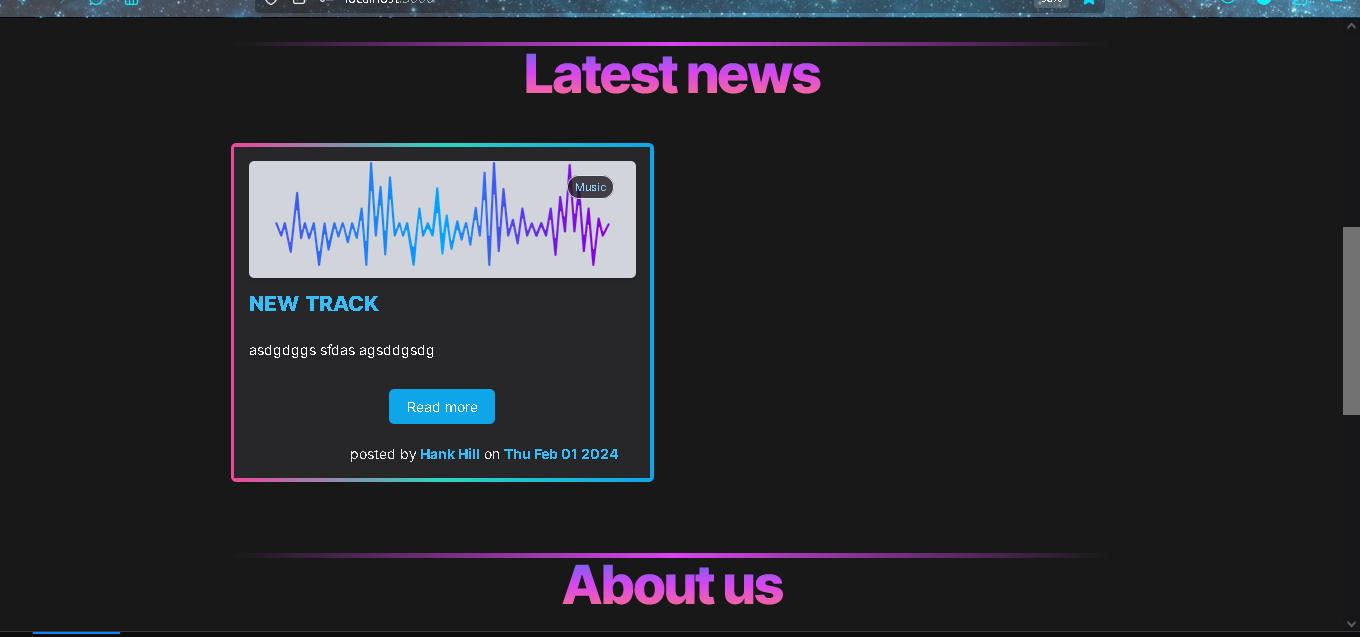 Latest news
Music
NEW TRACK
asdgdggs sfdas agsddgsdg
Read more
posted by Hank Hill on Thu Feb 01 2024
About us